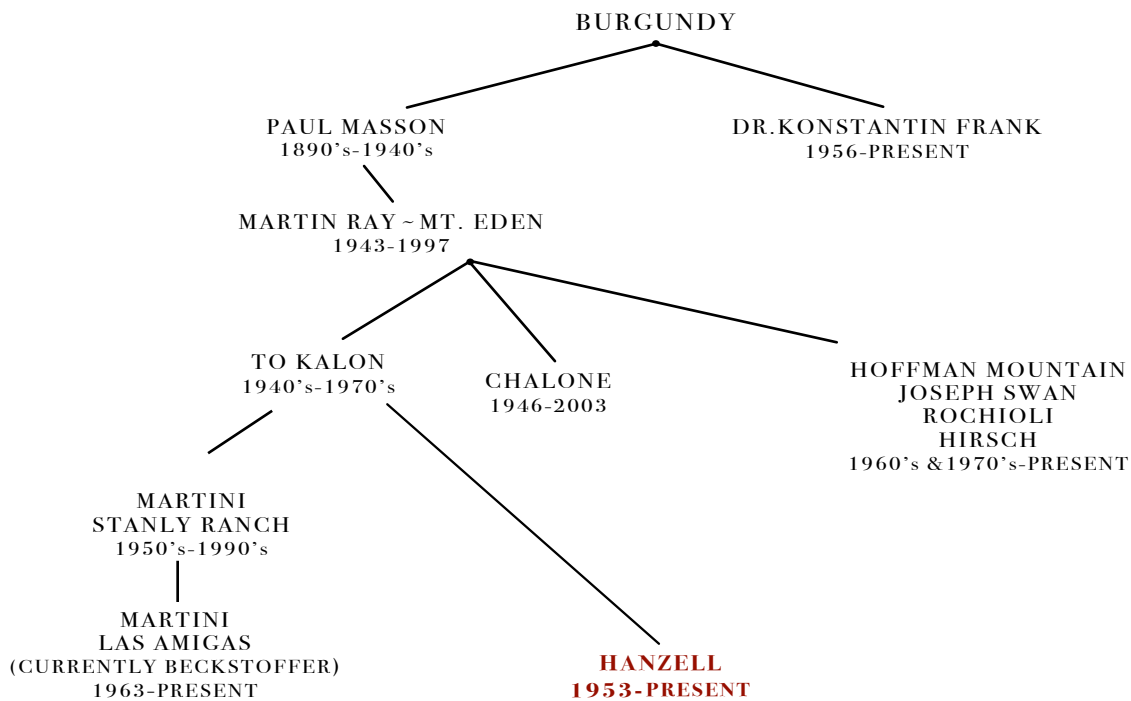 BURGUNDY
PAUL MASSON
1890's-1940's
DR.KONSTANTIN FRANK
1956-PRESENT
MARTIN RAY ~ MT. EDEN
1943-1997
TO KALON
1940's-1970's
CHALONE
1946-2003
HOFFMAN MOUNTAIN
JOSEPH SWAN
ROCHIOLI
HIRSCH
1960's &1970's-PRESENT
MARTINI
STANLY RANCH
1950's-1990's
MARTINI
LAS AMIGAS
(CURRENTLY BECKSTOFFER)
1963-PRESENT
HANZELL
1953-PRESENT